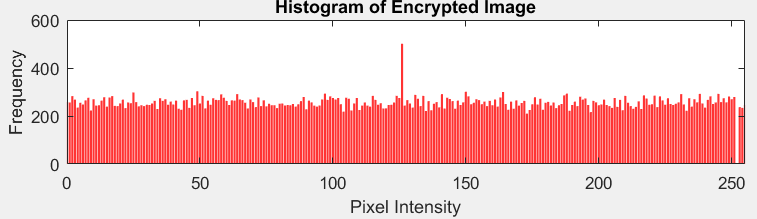 Histogram of Encrypted Image
600
400
200
0
Frequency
0 50 100 150 200 250
Pixel Intensity